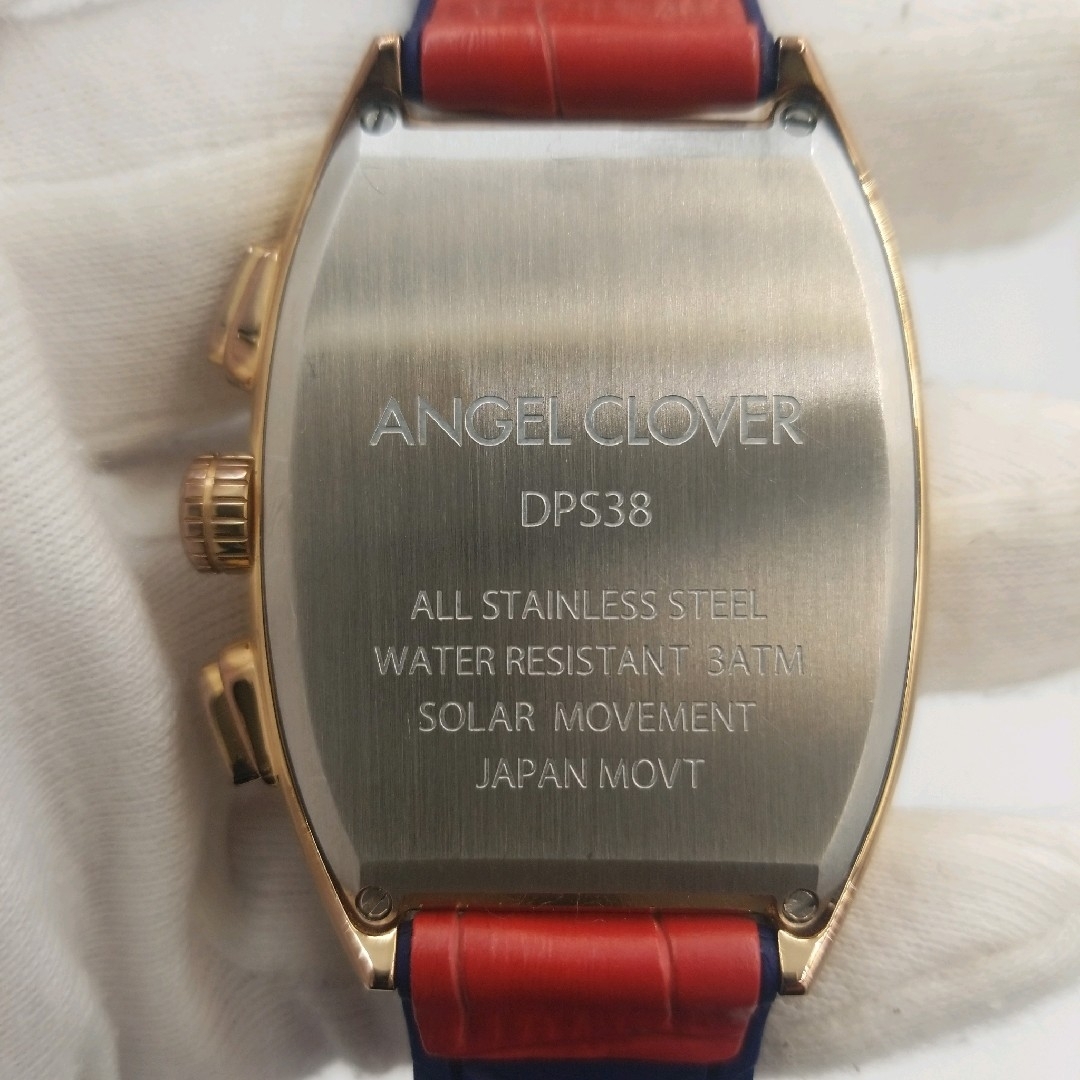 ANGEL CLOVER
DPS38
ALL STAINLESS STEEL
WATER RESISTANT 3ATM
SOLAR MOVEMENT
JAPAN MOVT